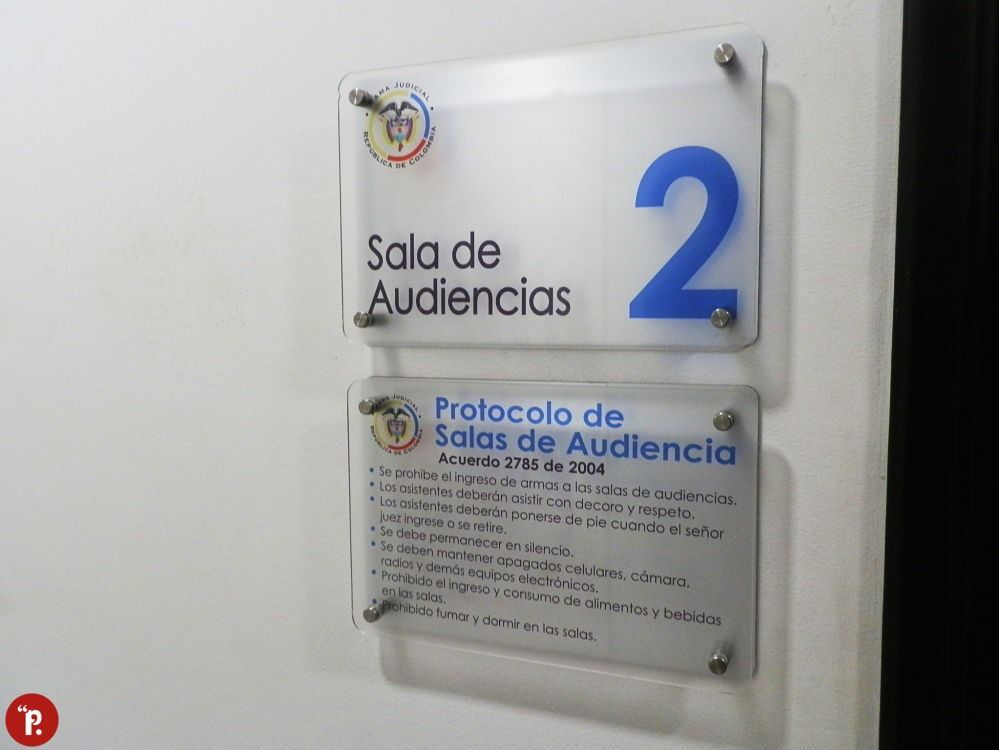 RAMA JUDICIAL
REPÚBLICA DE COLOMBIA
2
Sala de
Audiencias
RAMA JUDICIAL
REPÚBLICA DE COLOMBIA
Protocolo de
Salas de Audiencia
Acuerdo 2785 de 2004
• Se prohibe el ingreso de armas a las salas de audiencias.
• Los asistentes deberán asistir con decoro y respeto.
• Los asistentes deberán ponerse de pie cuando el señor
juez ingrese o se retire.
• Se debe permanecer en silencio.
• Se deben mantener apagados celulares, cámara,
radios y demás equipos electrónicos.
• Prohibido el ingreso y consumo de alimentos y bebidas
en las salas.
• Prohibido fumar y dormir en las salas.
“P.